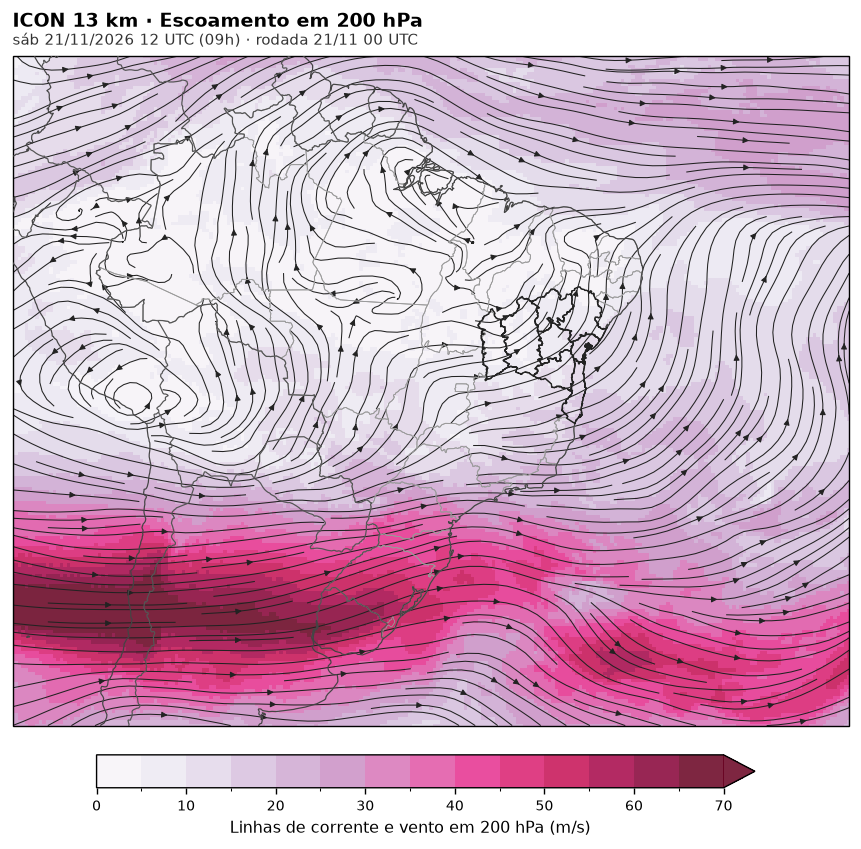 ICON 13 km · Escoamento em 200 hPa
sáb 21/11/2026 12 UTC (09h) · rodada 21/11 00 UTC
0 10 20 30 40 50 60 70
Linhas de corrente e vento em 200 hPa (m/s)